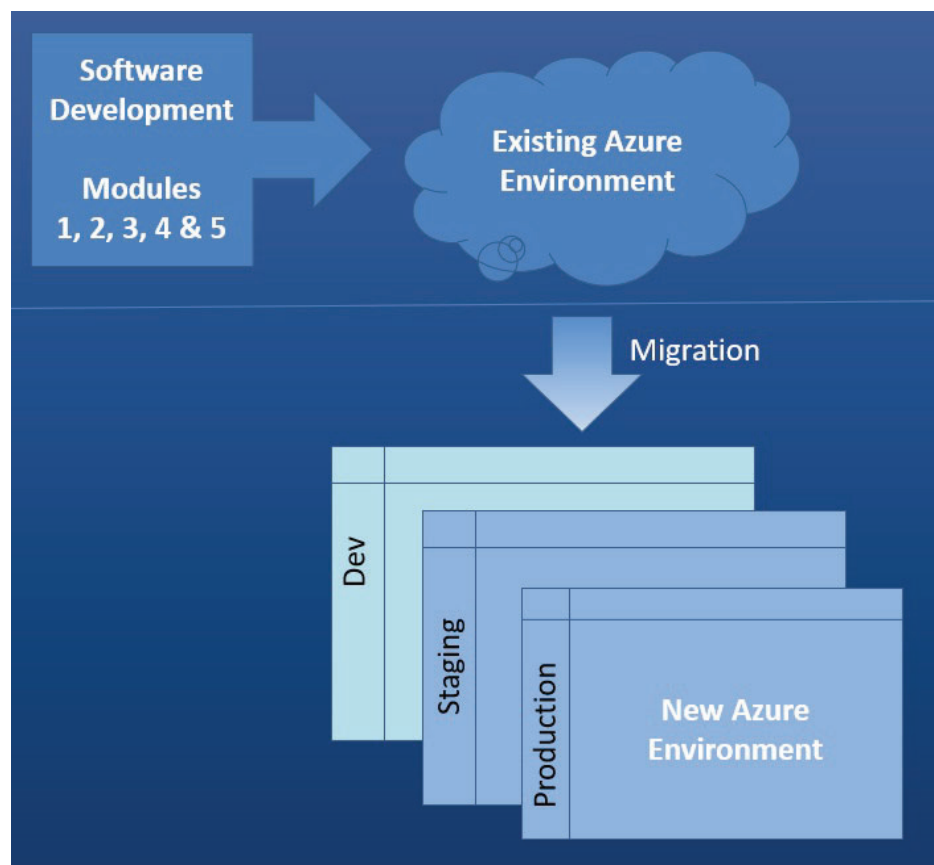 Software
Development
Modules
1, 2, 3, 4 & 5
Existing Azure
Environment
Migration
Dev
Staging
Production
New Azure
Environment